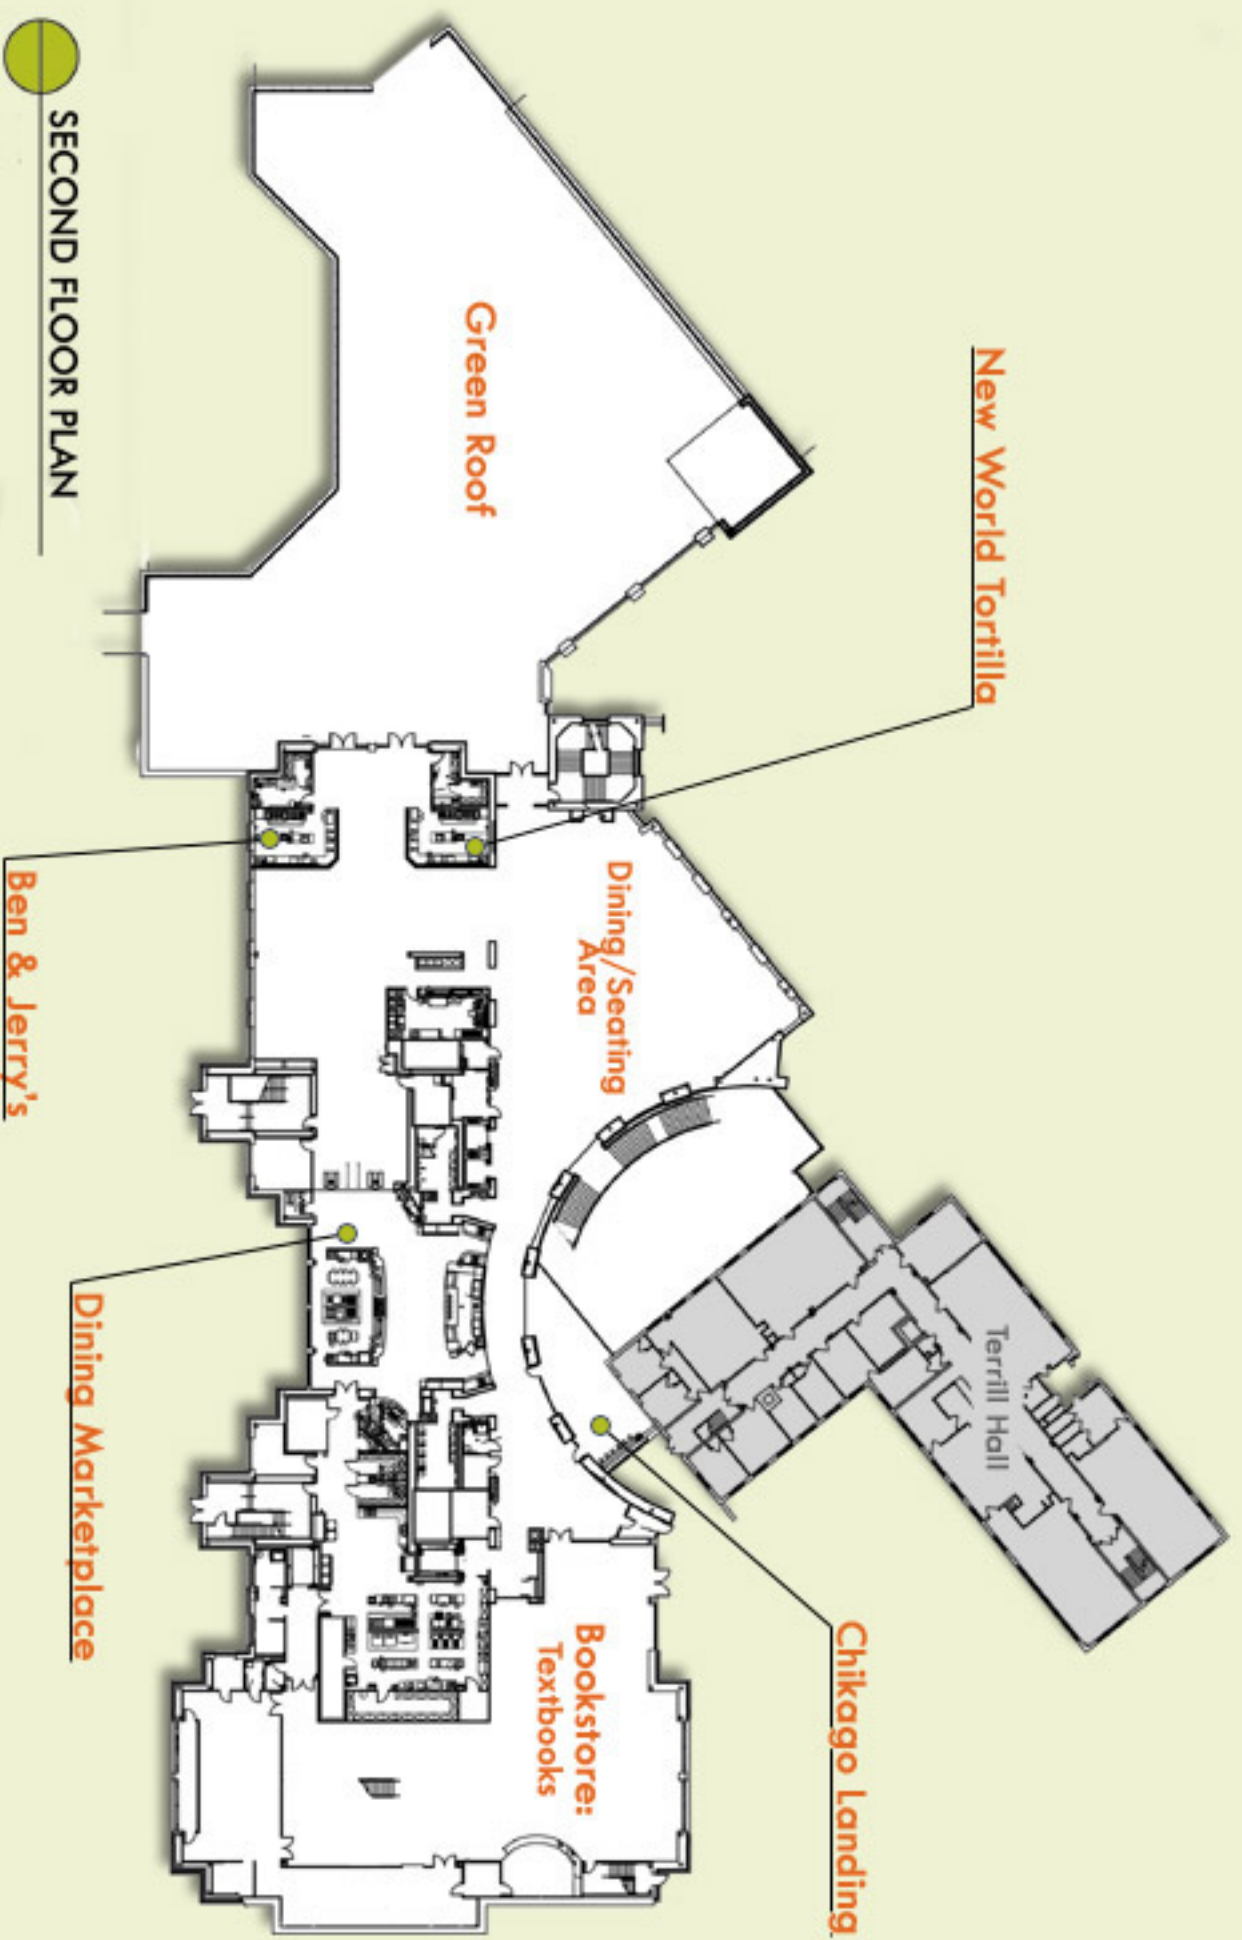 SECOND FLOOR PLAN
New World Tortilla
Green Roof
Dining/Seating
Area
Ben & Jerry's
Terrill Hall
Chikago Landing
Bookstore:
Textbooks
Dining Marketplace